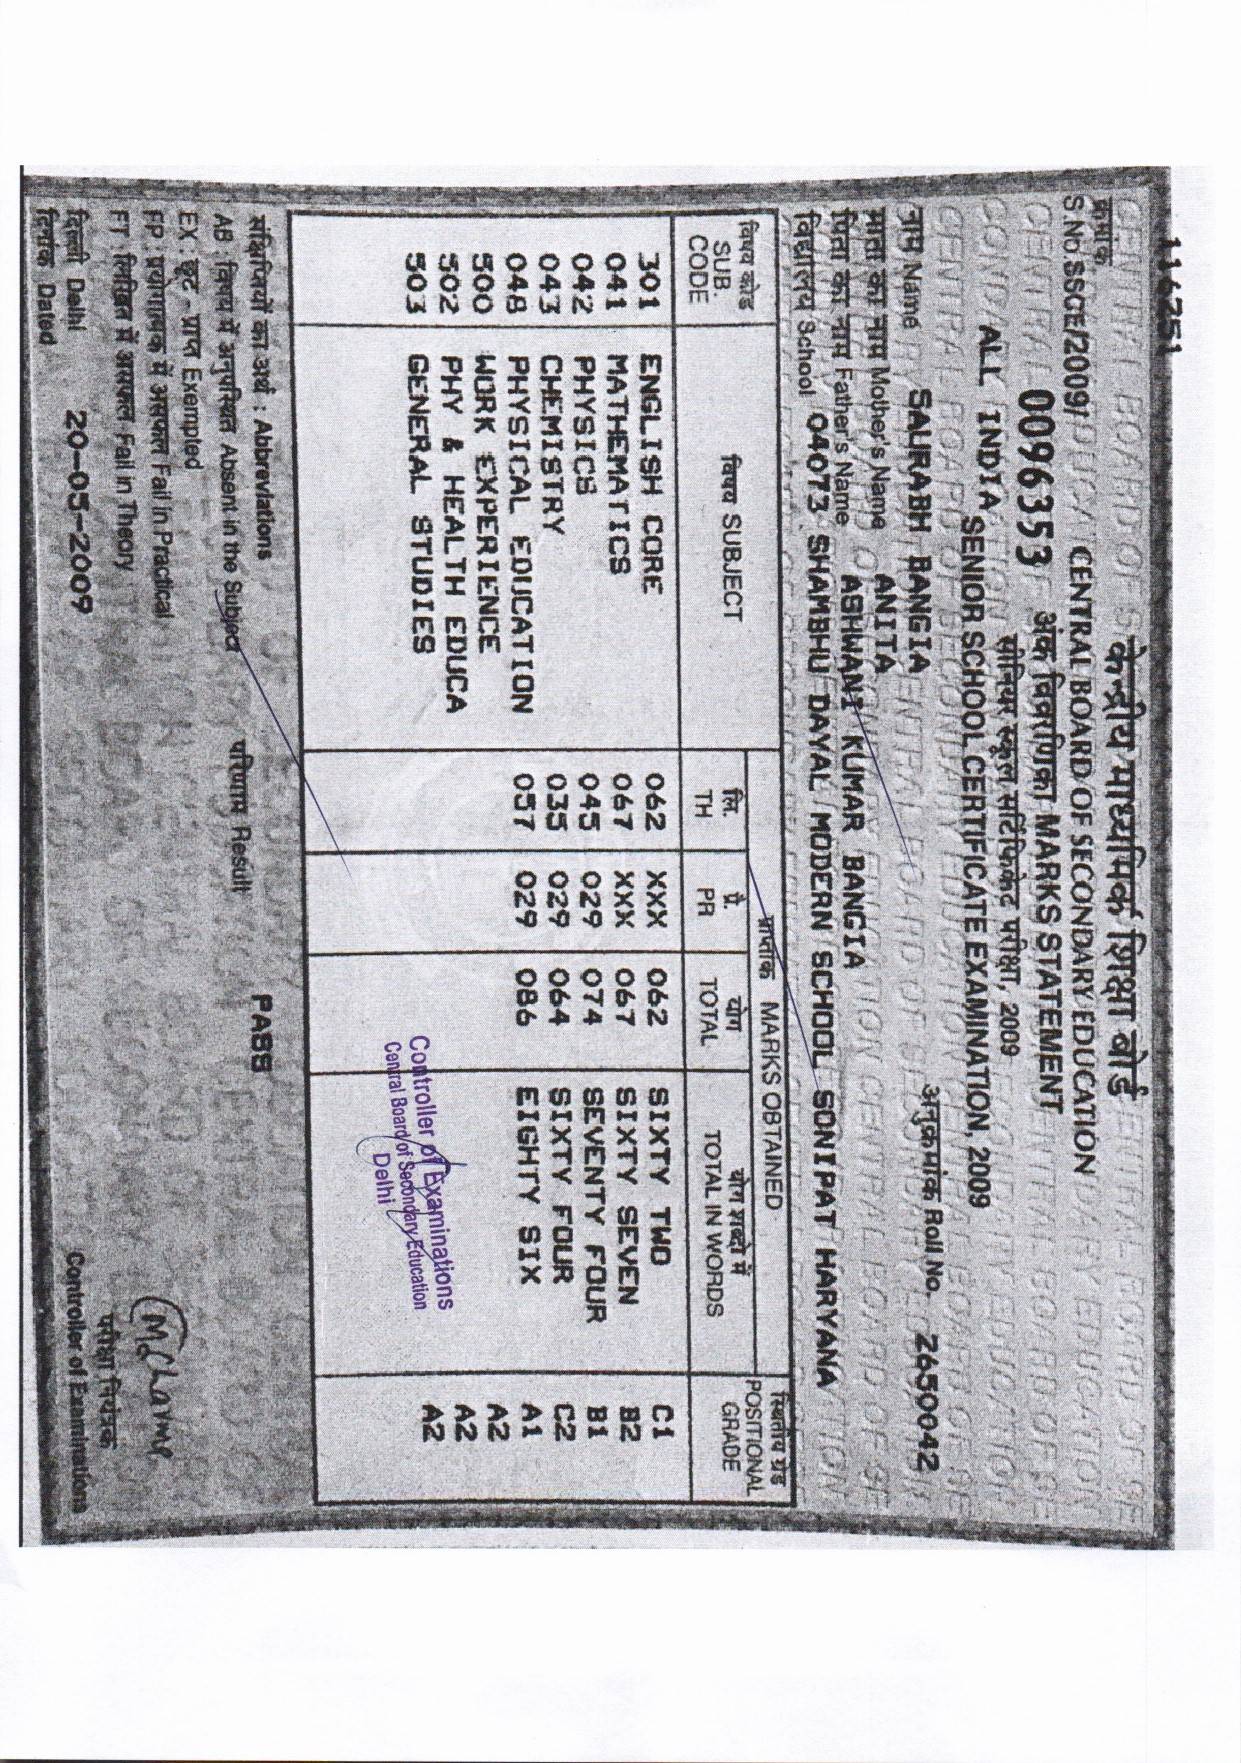 116251
केन्द्रीय माध्यमिक शिक्षा बोर्ड
क्रमांक
S.No.SSCE/2009/ CENTRAL BOARD OF SECONDARY EDUCATION
0096353 अंक विवरणिका MARKS STATEMENT
सीनियर स्कूल सर्टिफिकेट परीक्षा, 2009
ALL INDIA SENIOR SCHOOL CERTIFICATE EXAMINATION, 2009
अनुक्रमांक Roll No. 2650042
नाम Name SAURABH BANGIA
माता का नाम Mother's Name ANITA
पिता का नाम Father's Name ASHWANI KUMAR BANGIA
विद्यालय School 04073 SHAMBHU DAYAL MODERN SCHOOL SONIPAT HARYANA
विषय कोड SUB. CODE विषय SUBJECT प्राप्तांक MARKS OBTAINED स्थितीय ग्रेड POSITIONAL GRADE
लि. TH प्रै. PR योग TOTAL योग शब्दों में TOTAL IN WORDS
301 ENGLISH CORE 062 XXX 062 SIXTY TWO C1
041 MATHEMATICS 067 XXX 067 SIXTY SEVEN B2
042 PHYSICS 045 029 074 SEVENTY FOUR B1
043 CHEMISTRY 035 029 064 SIXTY FOUR C2
048 PHYSICAL EDUCATION 057 029 086 EIGHTY SIX A1
500 WORK EXPERIENCE A2
502 PHY & HEALTH EDUCA A2
503 GENERAL STUDIES A2
Controller of Examinations
Central Board of Secondary Education
Delhi
संक्षिप्तियों का अर्थ : Abbreviations
AB : विषय में अनुपस्थित Absent in the Subject परिणाम Result PASS
EX : छूट - प्राप्त Exempted
FP : प्रयोगात्मक में असफल Fail in Practical
FT : लिखित में असफल Fail in Theory
दिल्ली Delhi
दिनांक Dated 20-05-2009
परीक्षा नियंत्रक
Controller of Examinations